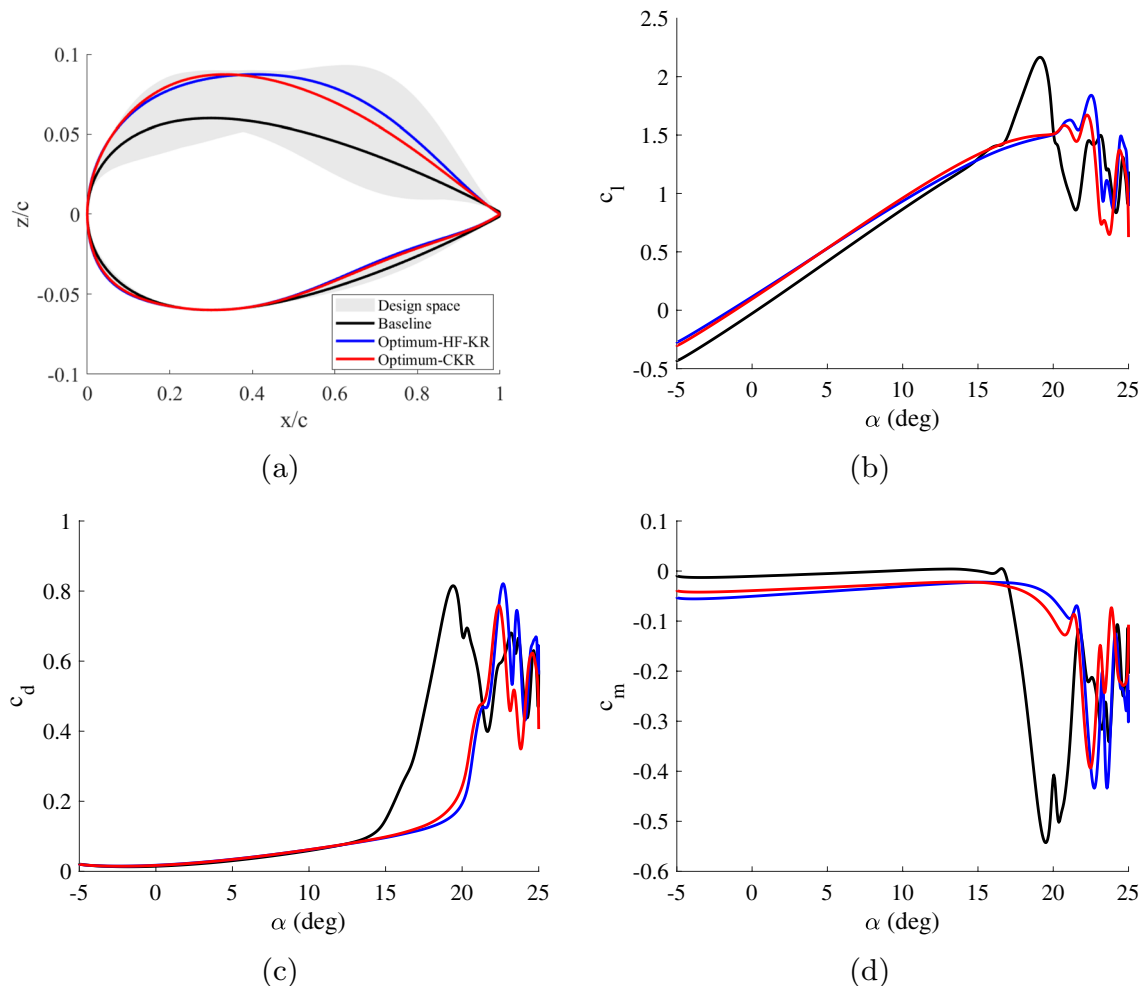 0.1
0.05
0
-0.05
-0.1
z/c
0 0.2 0.4 0.6 0.8 1
x/c
Design space
Baseline
Optimum-HF-KR
Optimum-CKR
(a)
2.5
2
1.5
1
0.5
0
-0.5
c_l
-5 0 5 10 15 20 25
α (deg)
(b)
1
0.8
0.6
0.4
0.2
0
c_d
-5 0 5 10 15 20 25
α (deg)
(c)
0.1
0
-0.1
-0.2
-0.3
-0.4
-0.5
-0.6
c_m
-5 0 5 10 15 20 25
α (deg)
(d)